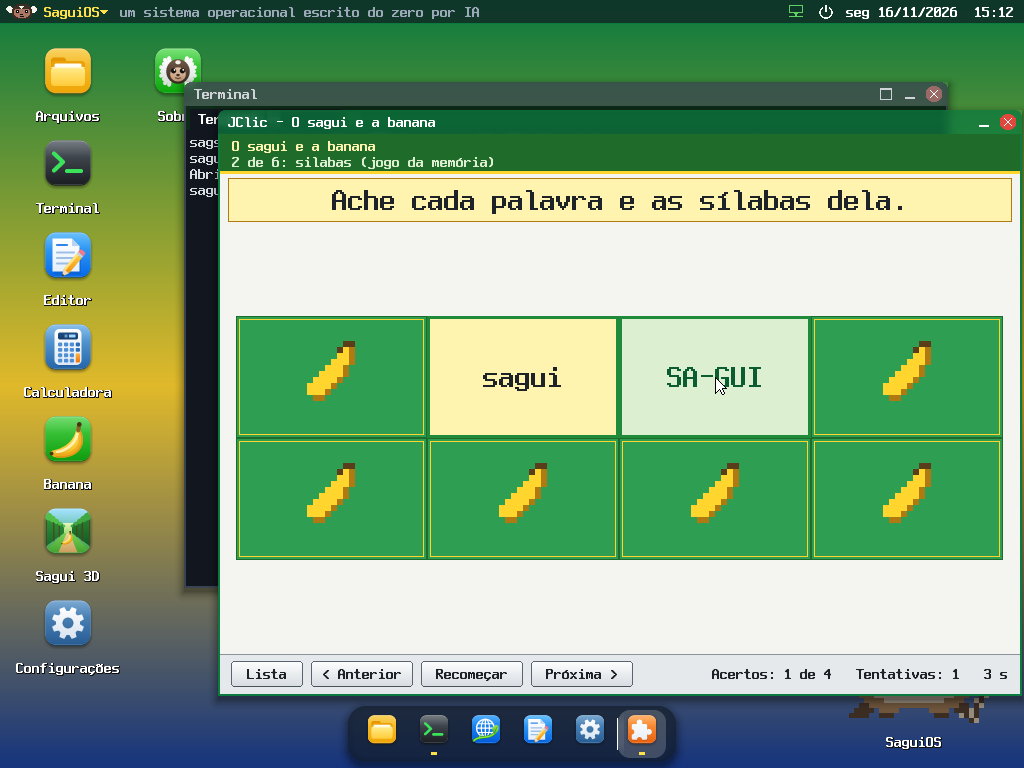 SaguiOS▾ um sistema operacional escrito do zero por IA
seg 16/11/2026 15:12
Arquivos
Terminal
Editor
Calculadora
Banana
Sagui 3D
Configurações
Terminal
JClic - O sagui e a banana
O sagui e a banana
2 de 6: silabas (jogo da memória)
Ache cada palavra e as sílabas dela.
sagui
SA-GUI
Lista
< Anterior
Recomeçar
Próxima >
Acertos: 1 de 4
Tentativas: 1
3 s
SaguiOS